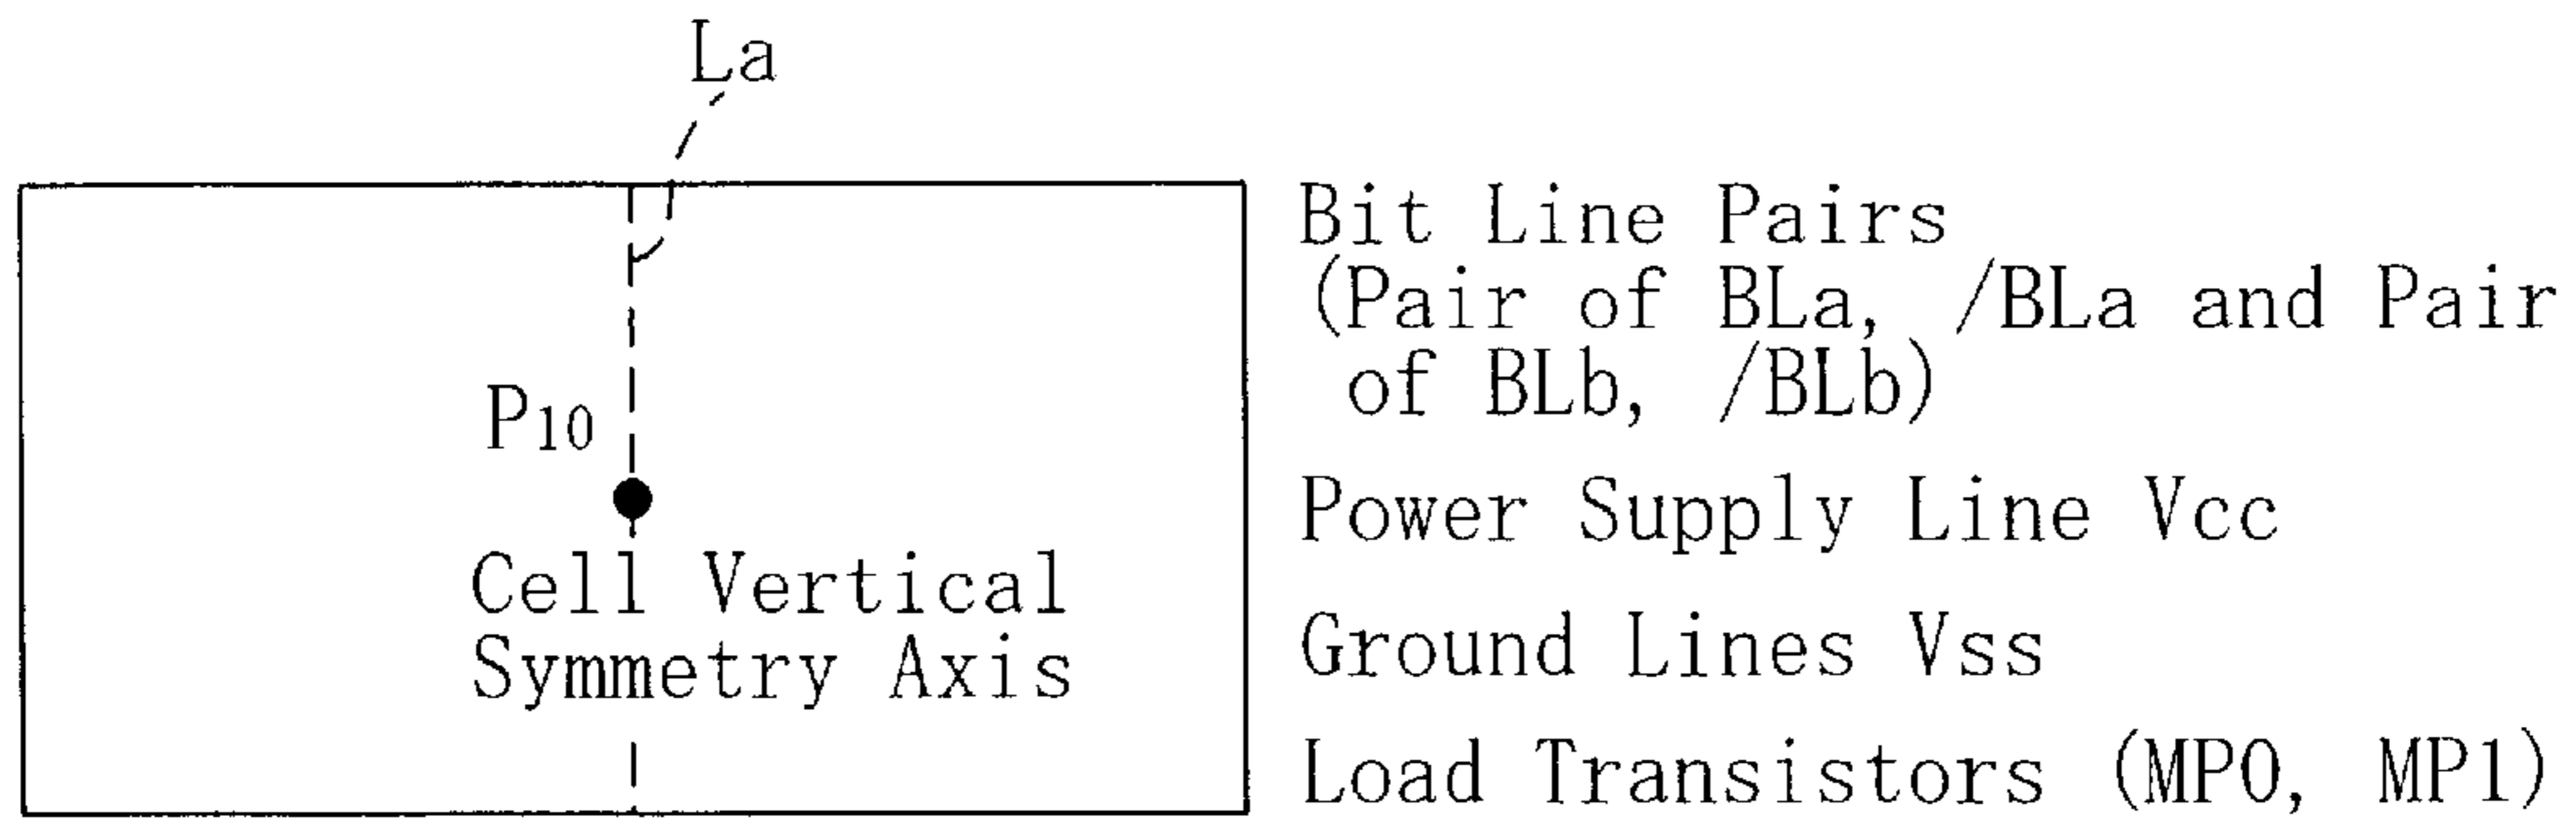 La
Bit Line Pairs
(Pair of BLa, /BLa and Pair
of BLb, /BLb)
P10
Power Supply Line Vcc
Cell Vertical
Symmetry Axis
Ground Lines Vss
Load Transistors (MP0, MP1)